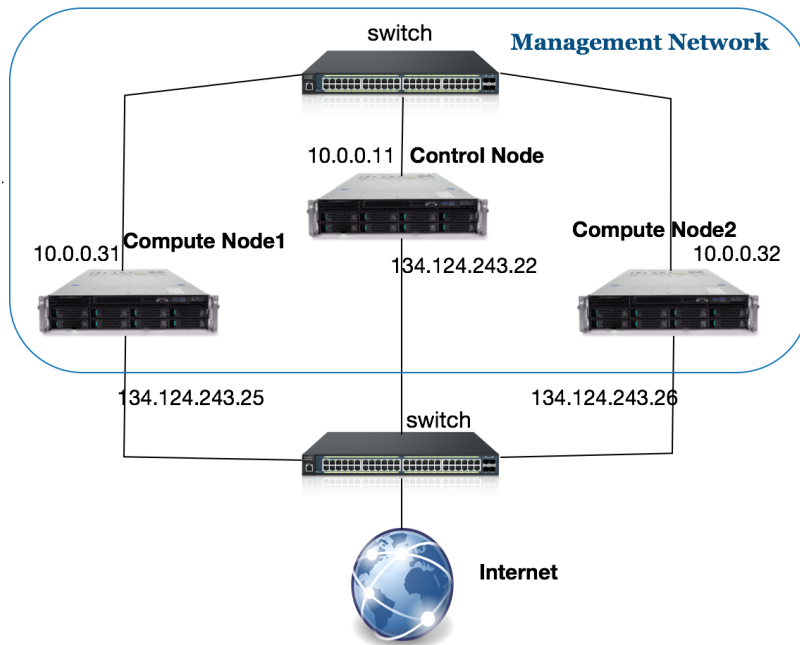 switch
Management Network
10.0.0.11 Control Node
134.124.243.22
10.0.0.31
Compute Node1
Compute Node2
10.0.0.32
134.124.243.25
134.124.243.26
switch
Internet